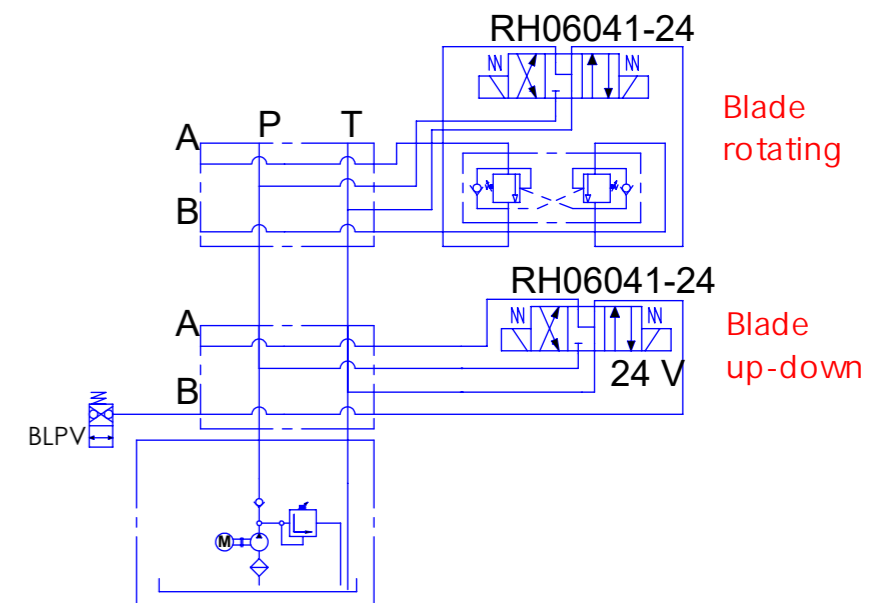 RH06041-24
Blade
rotating
P T
A
B
RH06041-24
Blade
up-down
A
24 V
B
BLPV
M